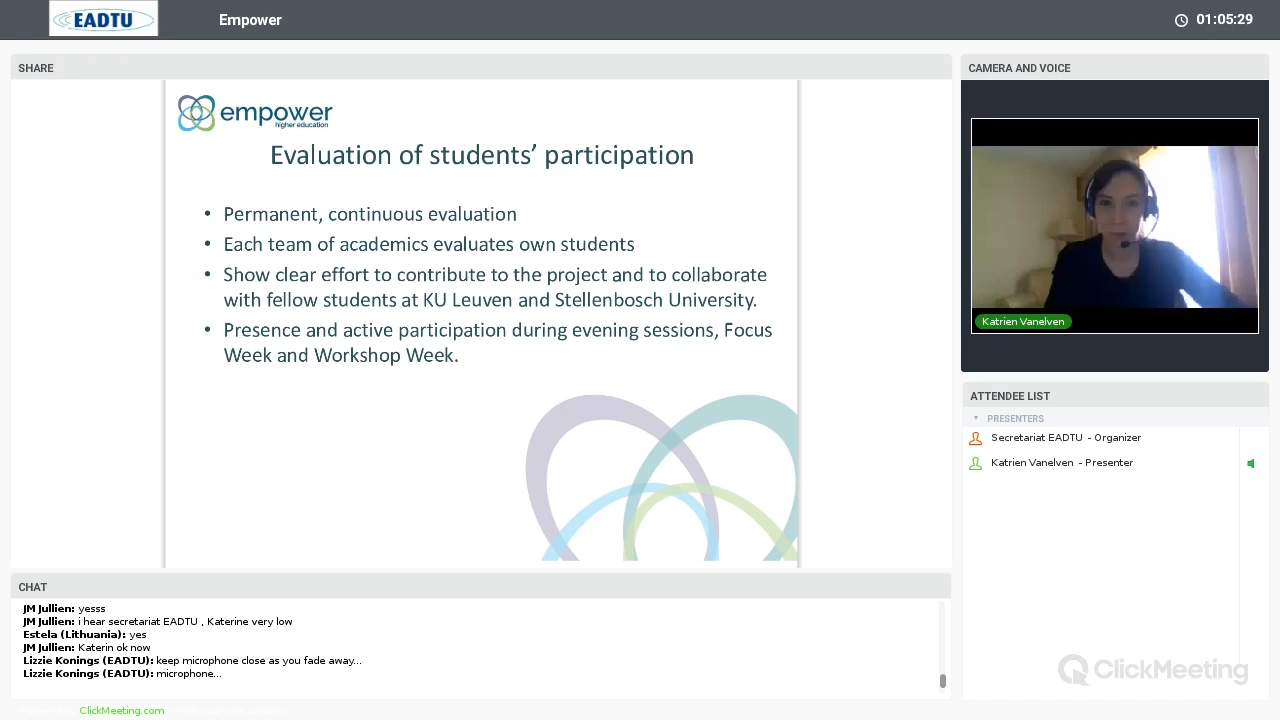 EADTU
Empower
01:05:29
SHARE
CAMERA AND VOICE
empower
higher education
Evaluation of students’ participation
• Permanent, continuous evaluation
• Each team of academics evaluates own students
• Show clear effort to contribute to the project and to collaborate
with fellow students at KU Leuven and Stellenbosch University.
• Presence and active participation during evening sessions, Focus
Week and Workshop Week.
Katrien Vanelven
ATTENDEE LIST
PRESENTERS
Secretariat EADTU - Organizer
Katrien Vanelven - Presenter
CHAT
JM Jullien: yesss
JM Jullien: i hear secretariat EADTU , Katerine very low
Estela (Lithuania): yes
JM Jullien: Katerin ok now
Lizzie Konings (EADTU): keep microphone close as you fade away...
Lizzie Konings (EADTU): microphone...
ClickMeeting
ClickMeeting.com